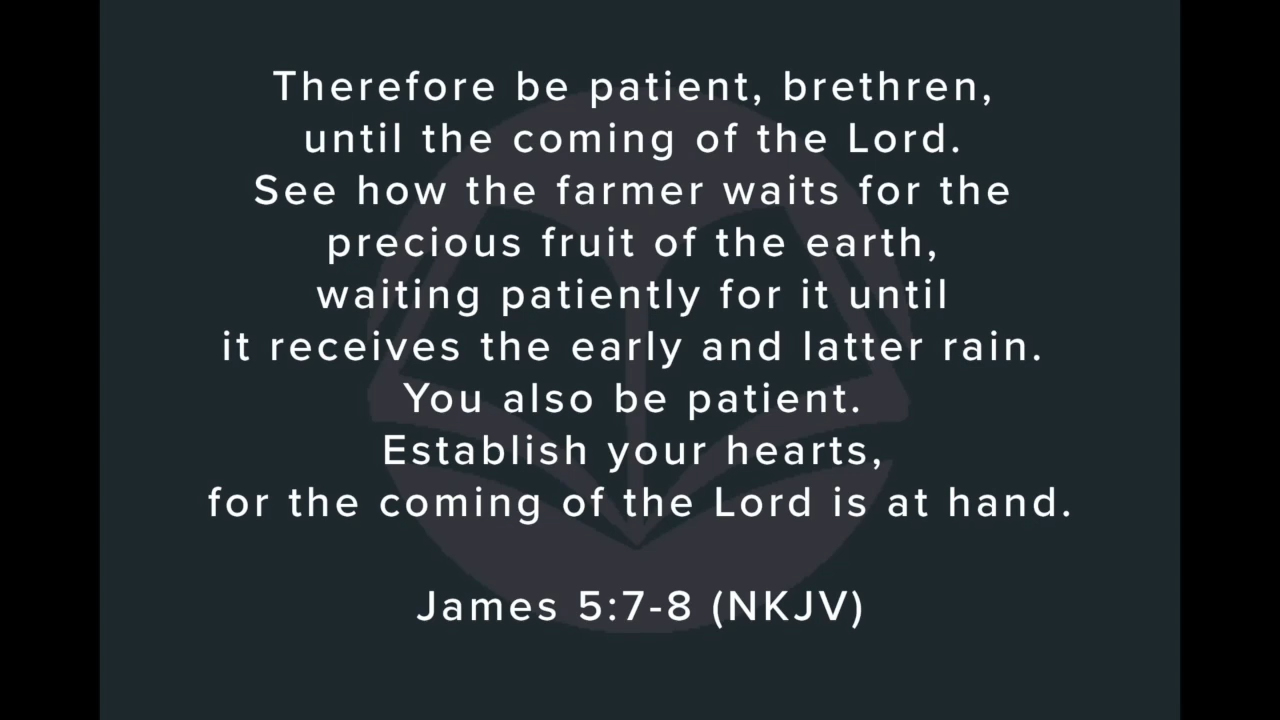 Therefore be patient, brethren,
until the coming of the Lord.
See how the farmer waits for the
precious fruit of the earth,
waiting patiently for it until
it receives the early and latter rain.
You also be patient.
Establish your hearts,
for the coming of the Lord is at hand.
James 5:7-8 (NKJV)